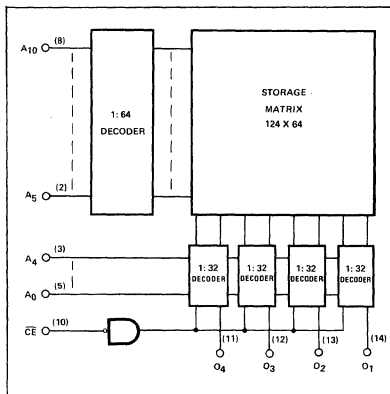 A10 (8)
1: 64
DECODER
STORAGE
MATRIX
124 X 64
A5 (2)
A4 (3)
A0 (5)
1: 32
DECODER
1: 32
DECODER
1: 32
DECODER
1: 32
DECODER
CE (10)
(11)
(12)
(13)
(14)
O4
O3
O2
O1